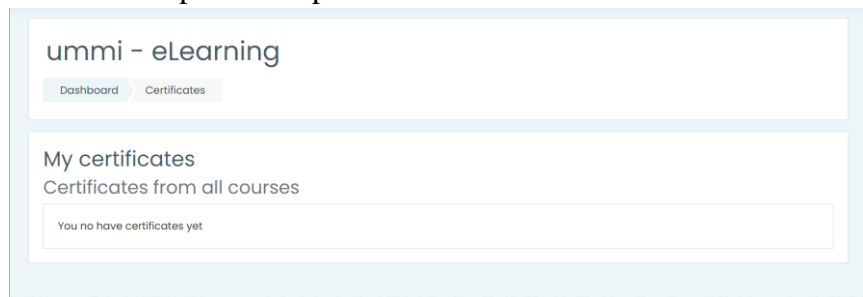 ummi - eLearning
Dashboard
Certificates
My certificates
Certificates from all courses
You no have certificates yet